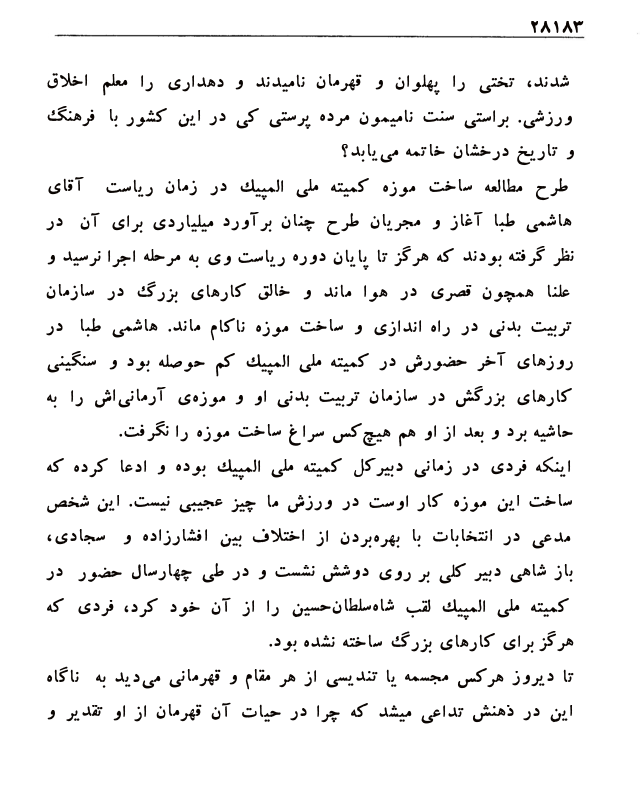 ۲۸۱۸۳
شدند، تختی را پهلوان و قهرمان نامیدند و دهداری را معلم اخلاق
ورزشی. براستی سنت نامیمون مرده پرستی کی در این کشور با فرهنگ
و تاریخ درخشان خاتمه می‌یابد؟
طرح مطالعه ساخت موزه کمیته ملی المپیك در زمان ریاست آقای
هاشمی طبا آغاز و مجریان طرح چنان برآورد میلیاردی برای آن در
نظر گرفته بودند که هرگز تا پایان دوره ریاست وی به مرحله اجرا نرسید و
علنا همچون قصری در هوا ماند و خالق کارهای بزرگ در سازمان
تربیت بدنی در راه اندازی و ساخت موزه ناکام ماند. هاشمی طبا در
روزهای آخر حضورش در کمیته ملی المپیك کم حوصله بود و سنگینی
کارهای بزرگش در سازمان تربیت بدنی او و موزه‌ی آرمانی‌اش را به
حاشیه برد و بعد از او هم هیچ‌کس سراغ ساخت موزه را نگرفت.
اینکه فردی در زمانی دبیرکل کمیته ملی المپیك بوده و ادعا کرده که
ساخت این موزه کار اوست در ورزش ما چیز عجیبی نیست. این شخص
مدعی در انتخابات با بهره‌بردن از اختلاف بین افشارزاده و سجادی،
باز شاهی دبیر کلی بر روی دوشش نشست و در طی چهارسال حضور در
کمیته ملی المپیك لقب شاه‌سلطان‌حسین را از آن خود کرد، فردی که
هرگز برای کارهای بزرگ ساخته نشده بود.
تا دیروز هرکس مجسمه یا تندیسی از هر مقام و قهرمانی می‌دید به ناگاه
این در ذهنش تداعی میشد که چرا در حیات آن قهرمان از او تقدیر و